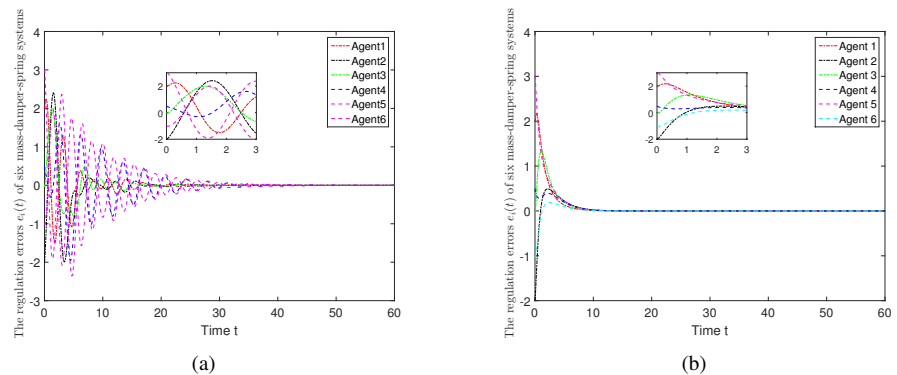 The regulation errors e_i(t) of six mass-damper-spring systems
4
3
2
1
0
-1
-2
-3
0 10 20 30 40 50 60
Time t
2
0
-2
0 1 2 3
Agent1
Agent2
Agent3
Agent4
Agent5
Agent6
(a)
The regulation errors e_i(t) of six mass-damper-spring systems
4
3
2
1
0
-1
-2
0 10 20 30 40 50 60
Time t
2
0
-2
0 1 2 3
Agent 1
Agent 2
Agent 3
Agent 4
Agent 5
Agent 6
(b)